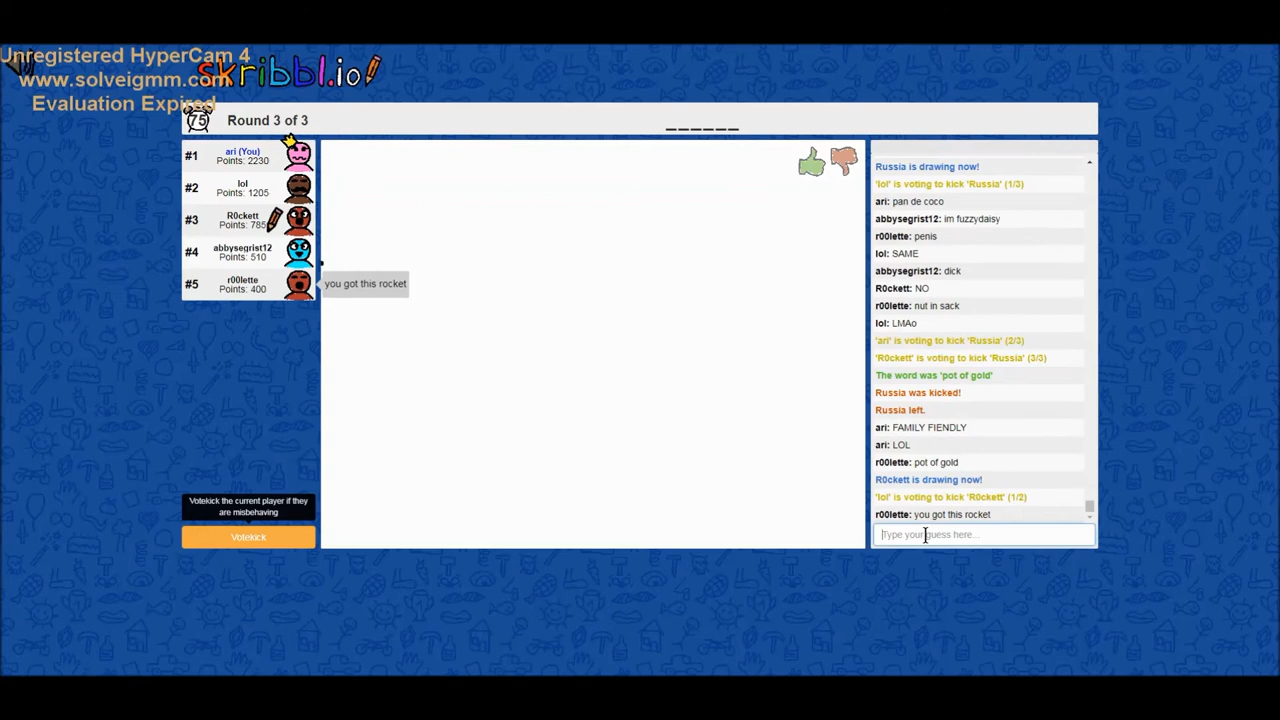 Unregistered HyperCam 4
www.solveigmm.com
Evaluation Expired
skribbl.io
75
Round 3 of 3
______
#1
ari (You)
Points: 2230
#2
lol
Points: 1205
#3
R0ckett
Points: 785
#4
abbysegrist12
Points: 510
#5
r00lette
Points: 400
you got this rocket
Votekick the current player if they
are misbehaving
Votekick
Russia is drawing now!
'lol' is voting to kick 'Russia' (1/3)
ari: pan de coco
abbysegrist12: im fuzzydaisy
r00lette: penis
lol: SAME
abbysegrist12: dick
R0ckett: NO
r00lette: nut in sack
lol: LMAo
'ari' is voting to kick 'Russia' (2/3)
'R0ckett' is voting to kick 'Russia' (3/3)
The word was 'pot of gold'
Russia was kicked!
Russia left.
ari: FAMILY FIENDLY
ari: LOL
r00lette: pot of gold
R0ckett is drawing now!
'lol' is voting to kick 'R0ckett' (1/2)
r00lette: you got this rocket
Type your guess here...